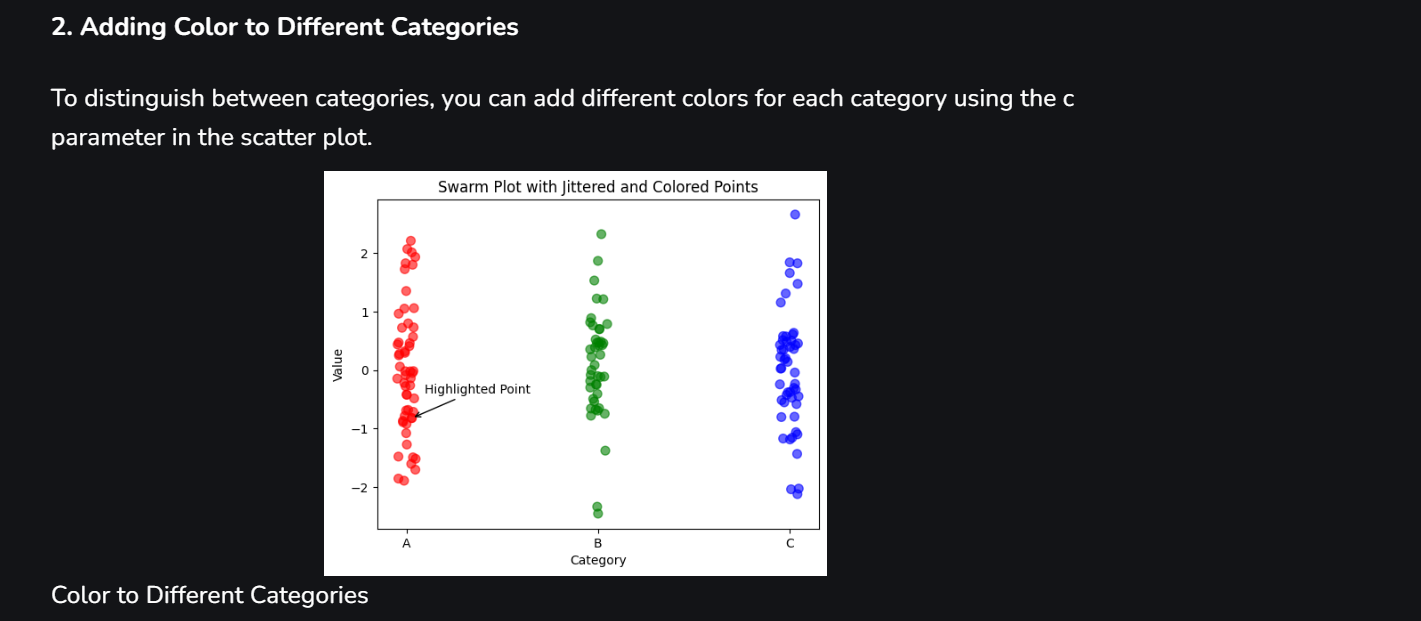 2. Adding Color to Different Categories
To distinguish between categories, you can add different colors for each category using the c
parameter in the scatter plot.
Swarm Plot with Jittered and Colored Points
2
1
0
−1
−2
Value
Highlighted Point
A B C
Category
Color to Different Categories